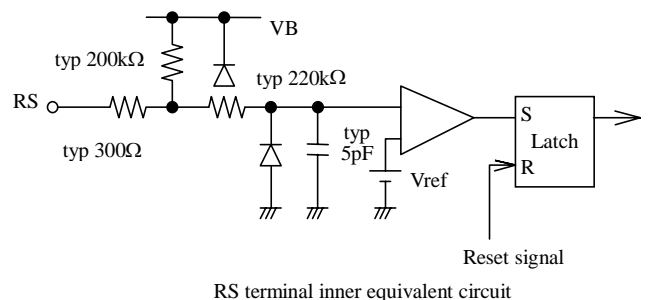 VB
typ 200kΩ
typ 220kΩ
RS
typ 300Ω
typ
5pF
Vref
S
Latch
R
Reset signal
RS terminal inner equivalent circuit